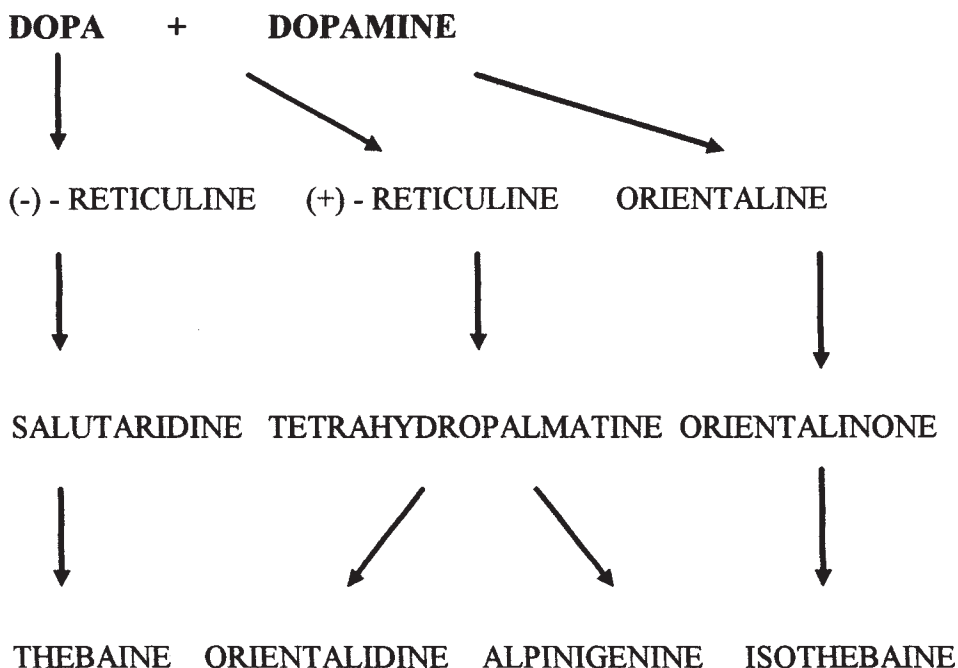 DOPA + DOPAMINE
(-) - RETICULINE (+) - RETICULINE ORIENTALINE
SALUTARIDINE TETRAHYDROPALMATINE ORIENTALINONE
THEBAINE ORIENTALIDINE ALPINIGENINE ISOTHEBAINE